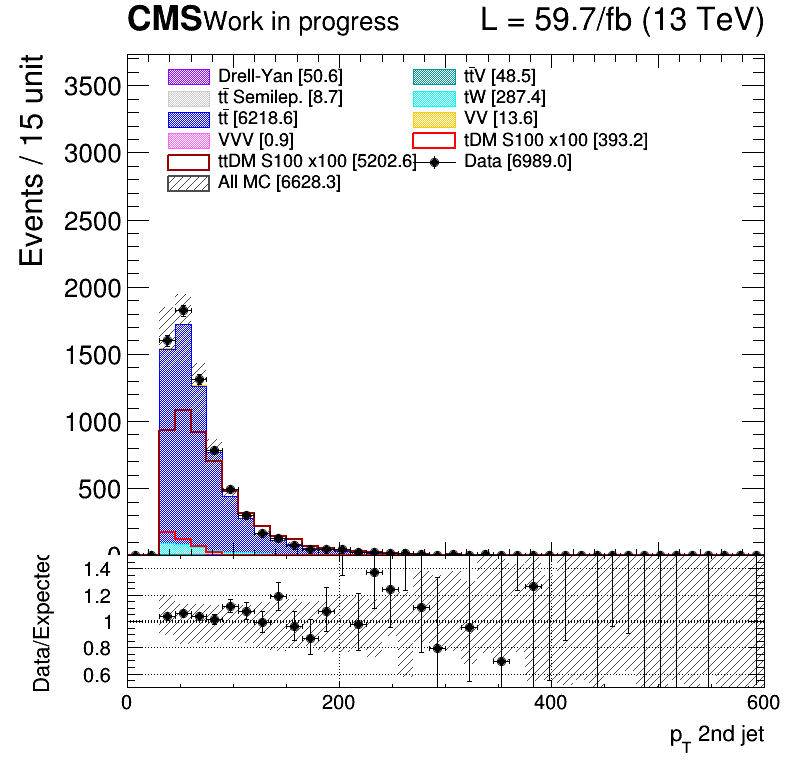 CMS Work in progress L = 59.7/fb (13 TeV)
Events / 15 unit
3500
3000
2500
2000
1500
1000
500
0
Drell-Yan [50.6] tt̄V [48.5]
tt̄ Semilep. [8.7] tW [287.4]
tt̄ [6218.6] VV [13.6]
VVV [0.9] tDM S100 x100 [393.2]
ttDM S100 x100 [5202.6] Data [6989.0]
All MC [6628.3]
Data/Expected
1.4
1.2
1
0.8
0.6
0 200 400 600
p_T 2nd jet